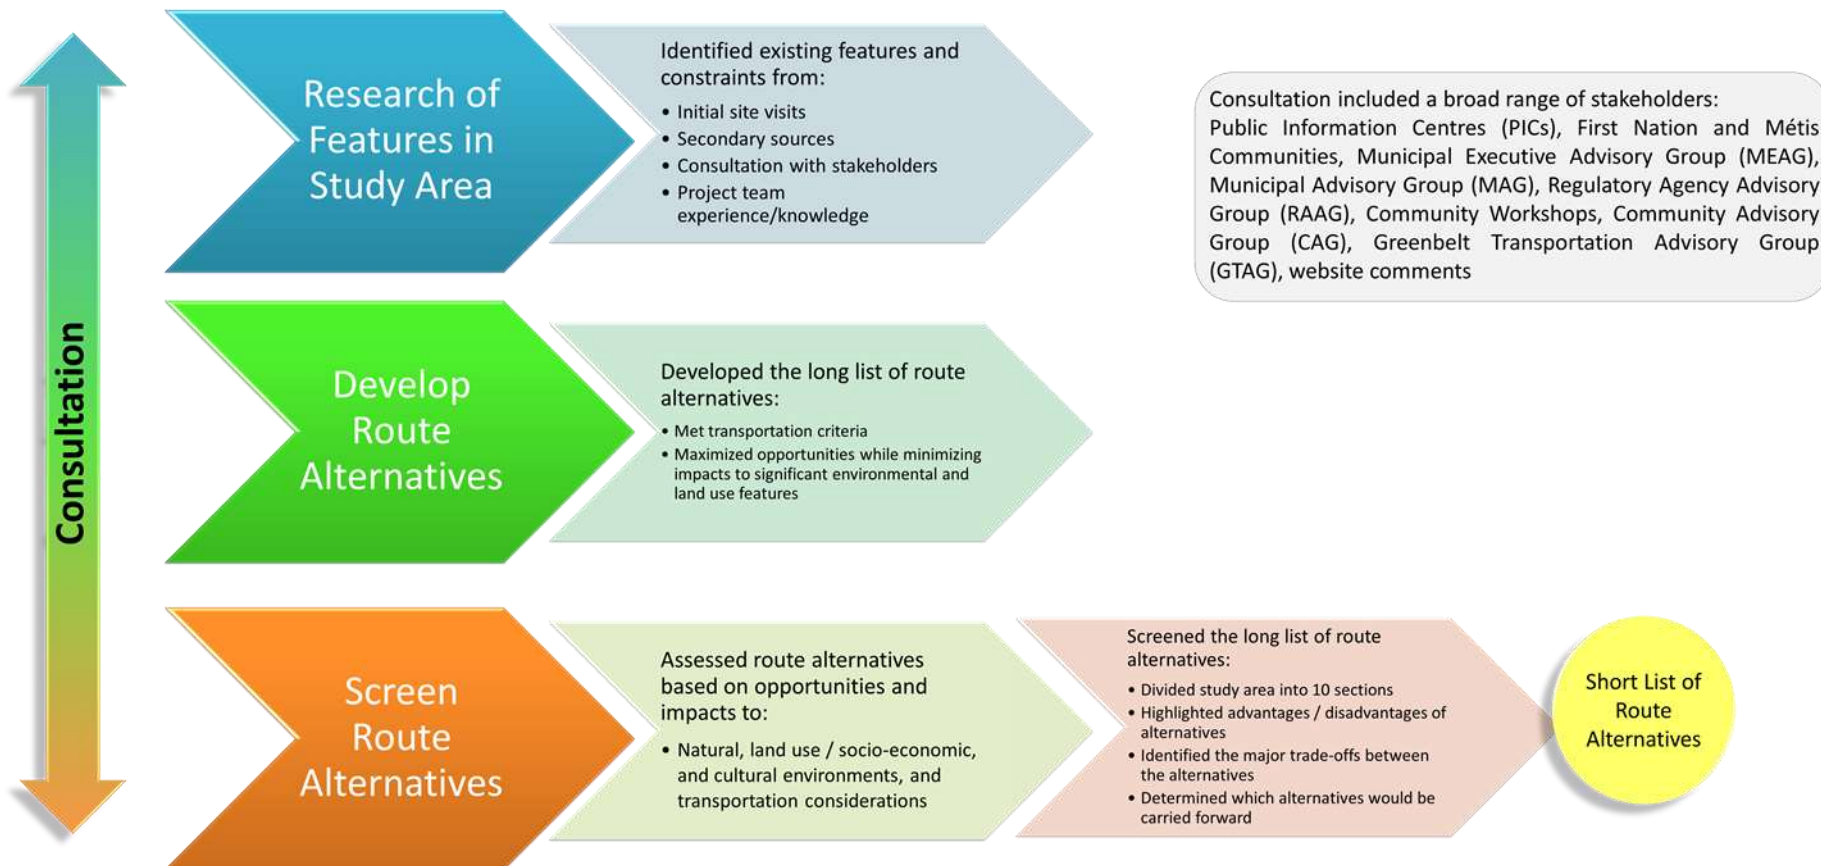 Consultation
Research of
Features in
Study Area
Identified existing features and
constraints from:
• Initial site visits
• Secondary sources
• Consultation with stakeholders
• Project team
experience/knowledge
Consultation included a broad range of stakeholders:
Public Information Centres (PICs), First Nation and Métis
Communities, Municipal Executive Advisory Group (MEAG),
Municipal Advisory Group (MAG), Regulatory Agency Advisory
Group (RAAG), Community Workshops, Community Advisory
Group (CAG), Greenbelt Transportation Advisory Group
(GTAG), website comments
Develop
Route
Alternatives
Developed the long list of route
alternatives:
• Met transportation criteria
• Maximized opportunities while minimizing
impacts to significant environmental and
land use features
Screen
Route
Alternatives
Assessed route alternatives
based on opportunities and
impacts to:
• Natural, land use / socio-economic,
and cultural environments, and
transportation considerations
Screened the long list of route
alternatives:
• Divided study area into 10 sections
• Highlighted advantages / disadvantages of
alternatives
• Identified the major trade-offs between
the alternatives
• Determined which alternatives would be
carried forward
Short List of
Route
Alternatives